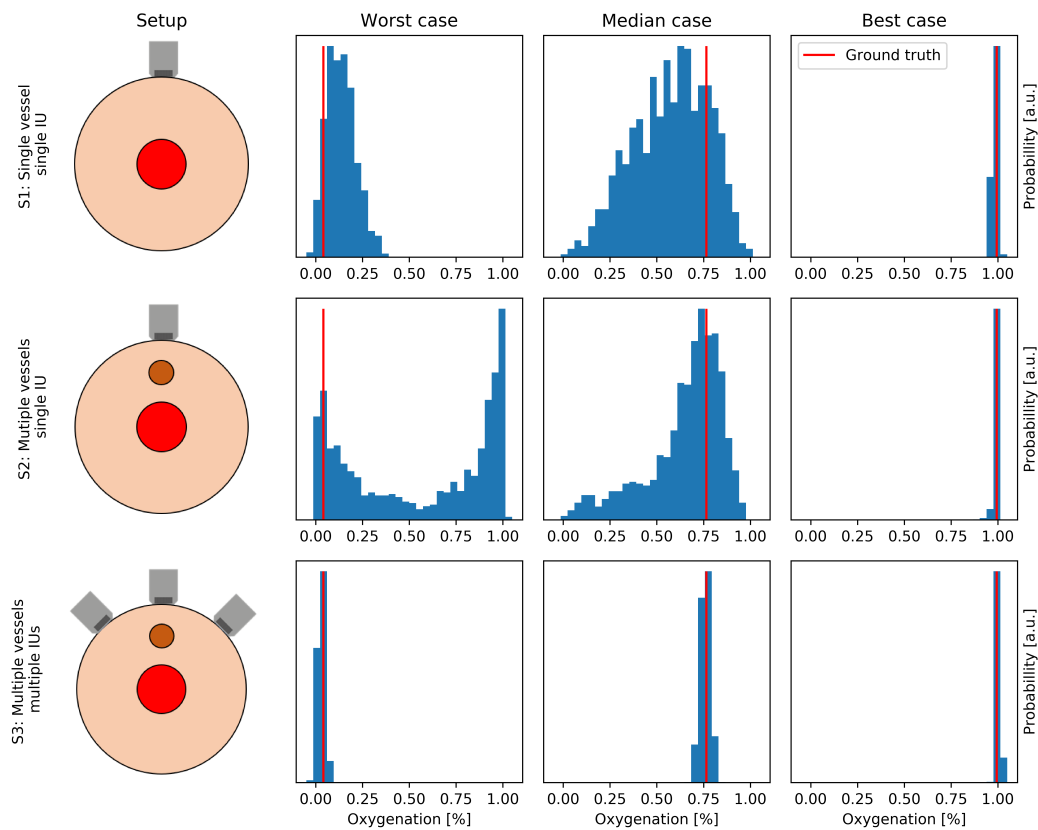 Setup
Worst case
Median case
Best case
S1: Single vessel
single IU
Ground truth
Probabillity [a.u.]
0.00 0.25 0.50 0.75 1.00
0.00 0.25 0.50 0.75 1.00
0.00 0.25 0.50 0.75 1.00
S2: Mutiple vessels
single IU
Probabillity [a.u.]
0.00 0.25 0.50 0.75 1.00
0.00 0.25 0.50 0.75 1.00
0.00 0.25 0.50 0.75 1.00
S3: Multiple vessels
multiple IUs
Probabillity [a.u.]
0.00 0.25 0.50 0.75 1.00
0.00 0.25 0.50 0.75 1.00
0.00 0.25 0.50 0.75 1.00
Oxygenation [%]
Oxygenation [%]
Oxygenation [%]